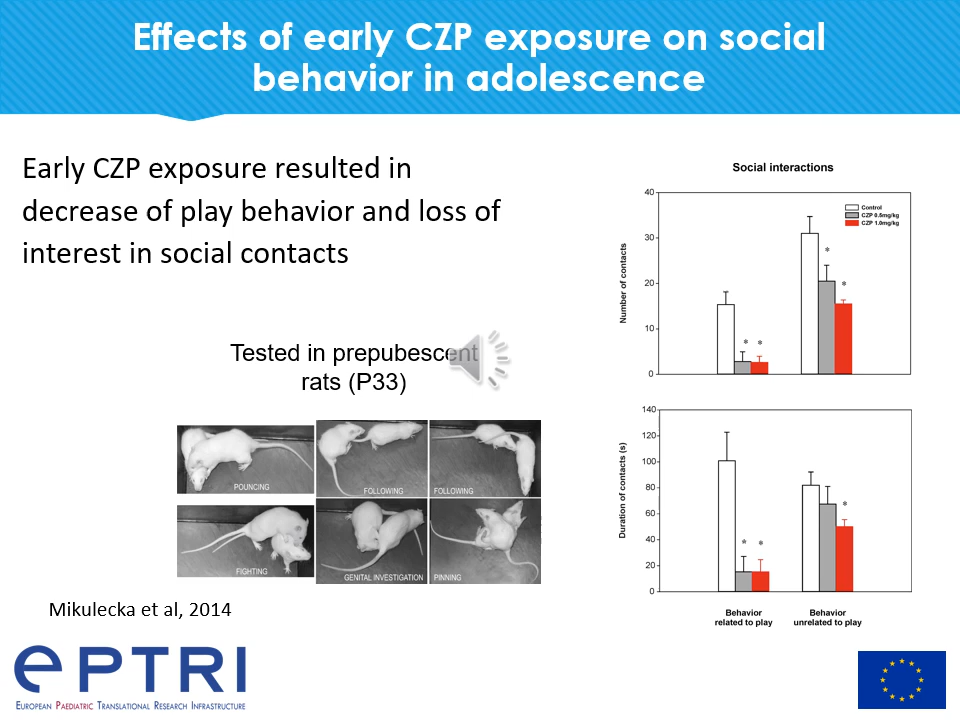 Effects of early CZP exposure on social
behavior in adolescence
Early CZP exposure resulted in
decrease of play behavior and loss of
interest in social contacts
Tested in prepubescent
rats (P33)
POUNCING
FOLLOWING
FOLLOWING
FIGHTING
GENITAL INVESTIGATION
PINNING
Mikulecka et al, 2014
Social interactions
Number of contacts
40
30
20
10
0
Control
CZP 0.5mg/kg
CZP 1.0mg/kg
* *
*
*
Duration of contacts (s)
140
120
100
80
60
40
20
0
* *
*
Behavior
related to play
Behavior
unrelated to play
ePTRI
EUROPEAN PAEDIATRIC TRANSLATIONAL RESEARCH INFRASTRUCTURE